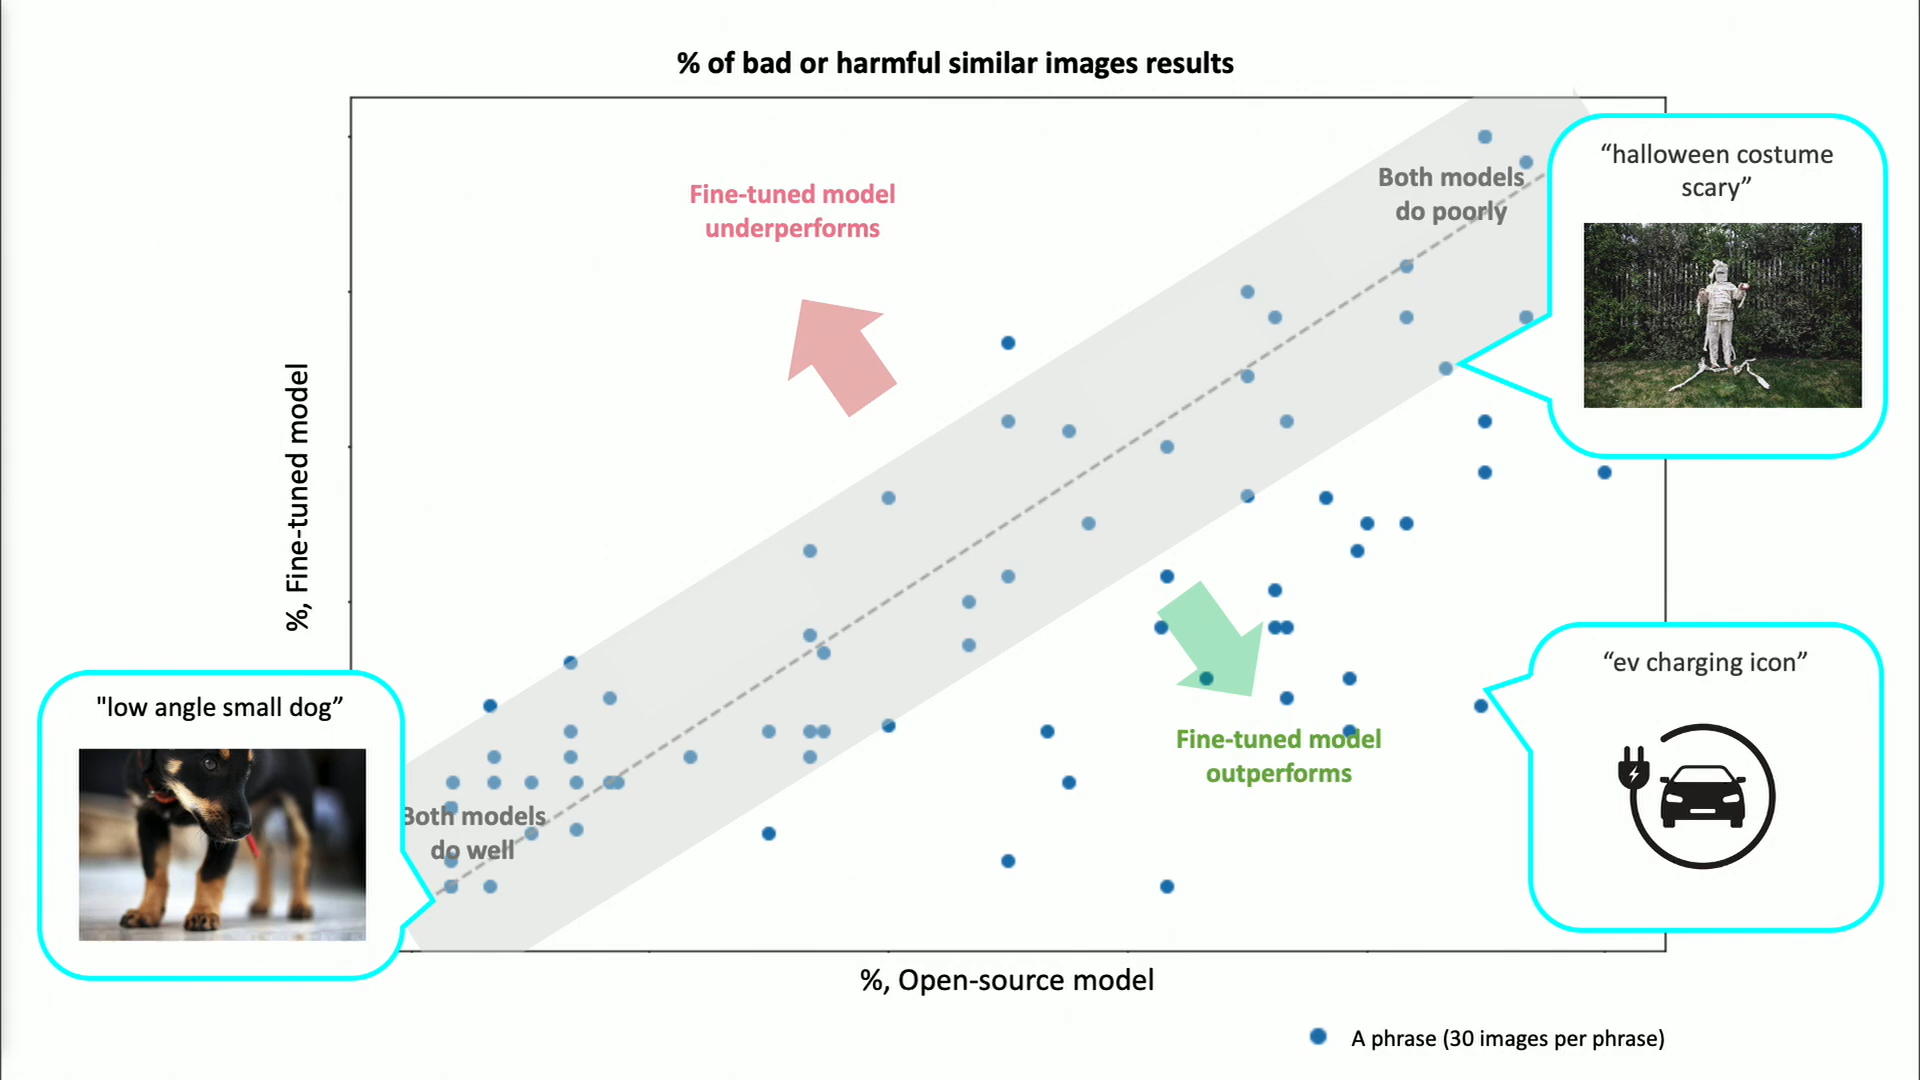 % of bad or harmful similar images results
Fine-tuned model
underperforms
Both models
do poorly
“halloween costume
scary”
%, Fine-tuned model
"low angle small dog”
Both models
do well
Fine-tuned model
outperforms
“ev charging icon”
%, Open-source model
A phrase (30 images per phrase)